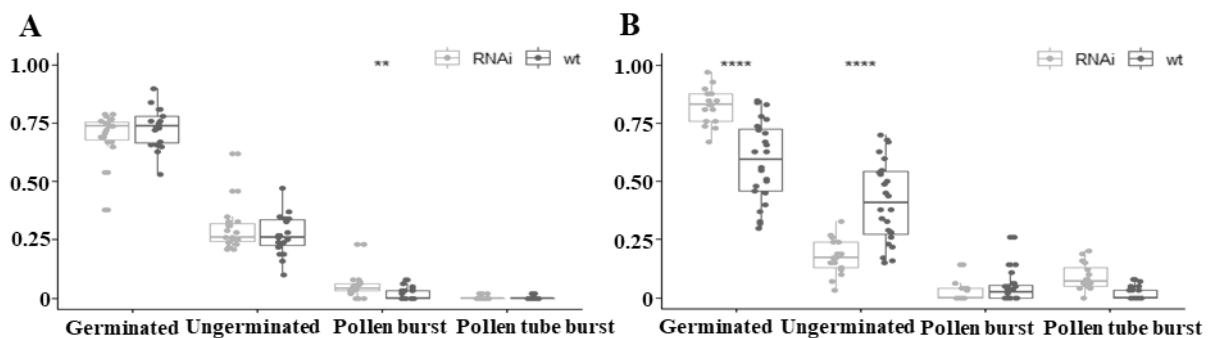 A
RNAi wt
**
1.00
0.75
0.50
0.25
0
Germinated Ungerminated Pollen burst Pollen tube burst
B
RNAi wt
**** ****
1.00
0.75
0.50
0.25
0
Germinated Ungerminated Pollen burst Pollen tube burst